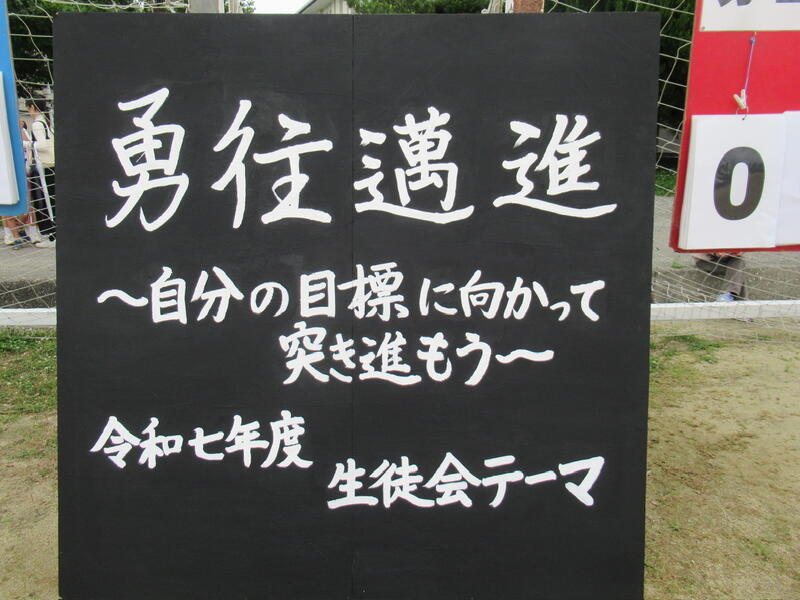 勇往邁進
～自分の目標に向かって
突き進もう～
令和七年度
生徒会テーマ
0